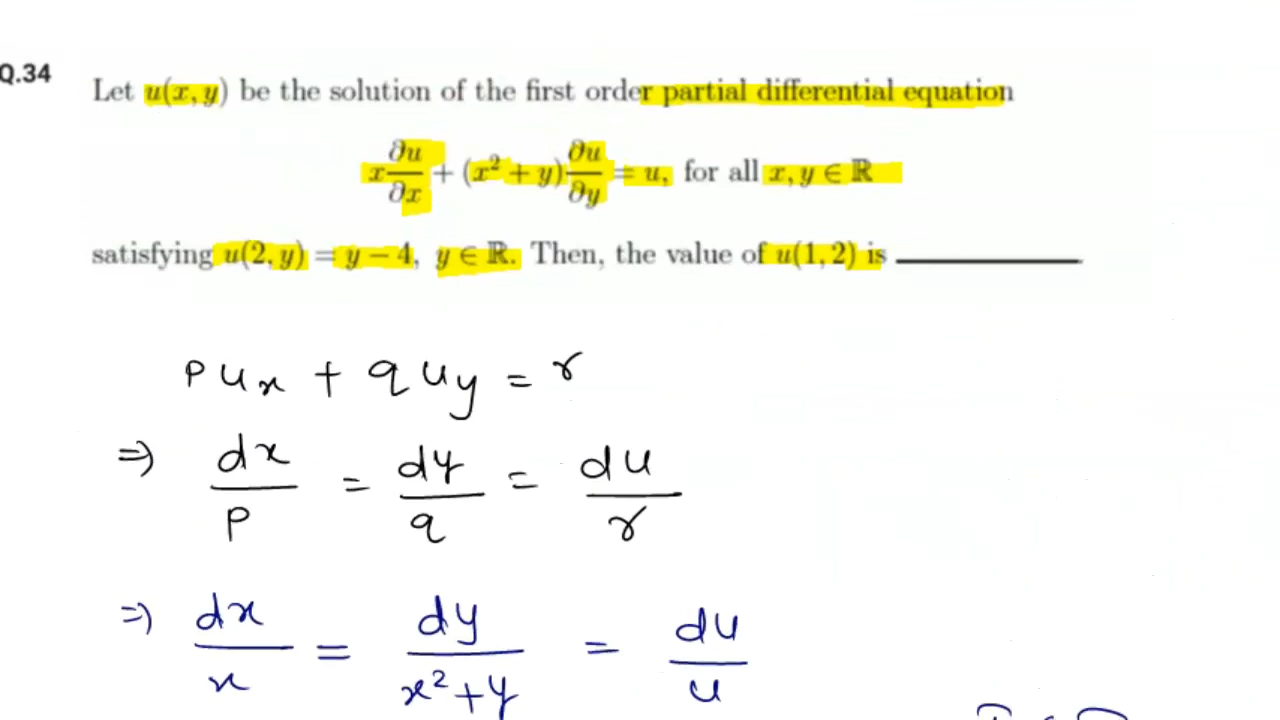 Q.34
Let u(x, y) be the solution of the first order partial differential equation
x ∂u/∂x + (x² + y) ∂u/∂y = u, for all x, y ∈ ℝ
satisfying u(2, y) = y − 4, y ∈ ℝ. Then, the value of u(1, 2) is ________
p u_x + q u_y = r
⇒ dx/p = dy/q = du/r
⇒ dx/x = dy/(x²+y) = du/u